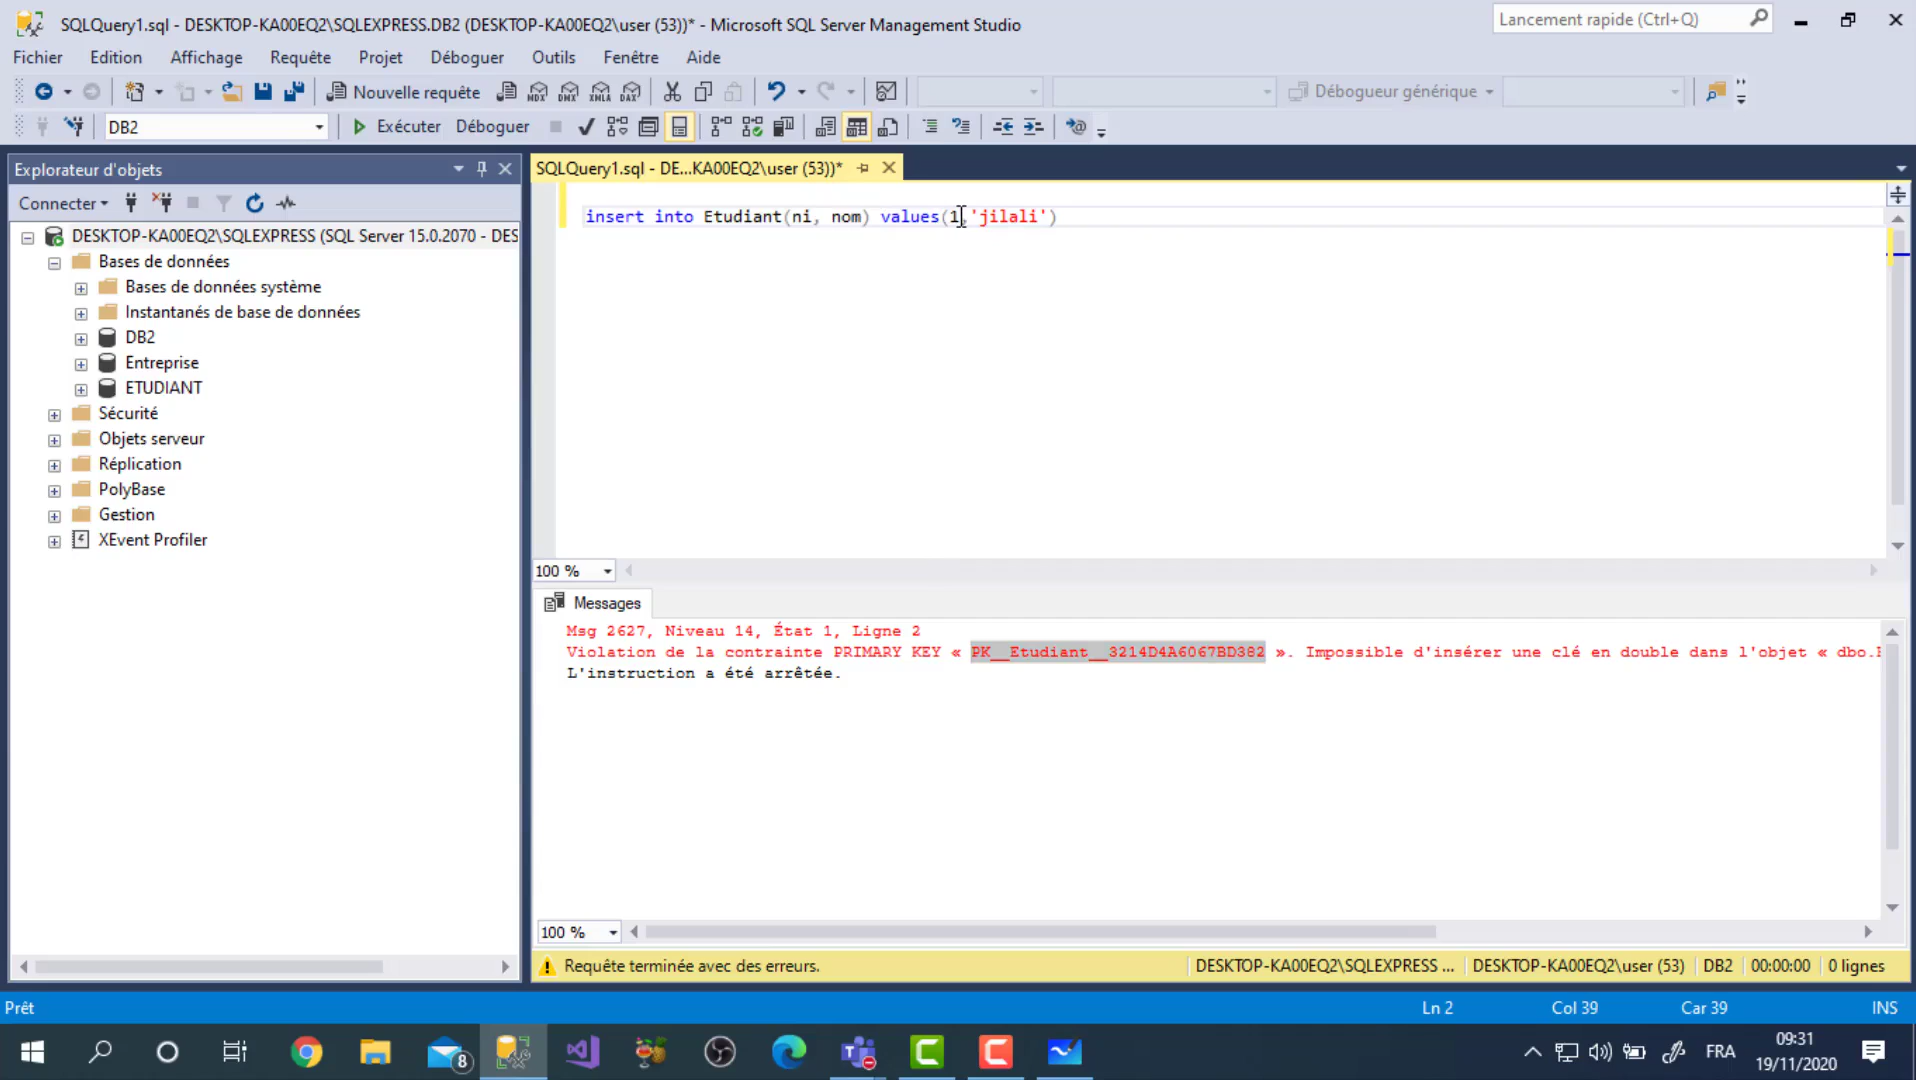 SQLQuery1.sql - DESKTOP-KA00EQ2\SQLEXPRESS.DB2 (DESKTOP-KA00EQ2\user (53))* - Microsoft SQL Server Management Studio
Lancement rapide (Ctrl+Q)
Fichier Edition Affichage Requête Projet Déboguer Outils Fenêtre Aide
Nouvelle requête MDX DMX XMLA DAX Débogueur générique
DB2 Exécuter Déboguer
Explorateur d'objets
SQLQuery1.sql - DE...KA00EQ2\user (53))*
Connecter
insert into Etudiant(ni, nom) values(1,'jilali')
DESKTOP-KA00EQ2\SQLEXPRESS (SQL Server 15.0.2070 - DES
Bases de données
Bases de données système
Instantanés de base de données
DB2
Entreprise
ETUDIANT
Sécurité
Objets serveur
Réplication
PolyBase
Gestion
XEvent Profiler
100 %
Messages
Msg 2627, Niveau 14, État 1, Ligne 2
Violation de la contrainte PRIMARY KEY « PK__Etudiant__3214D4A6067BD382 ». Impossible d'insérer une clé en double dans l'objet « dbo.
L'instruction a été arrêtée.
100 %
Requête terminée avec des erreurs.
DESKTOP-KA00EQ2\SQLEXPRESS ... DESKTOP-KA00EQ2\user (53) DB2 00:00:00 0 lignes
Prêt Ln 2 Col 39 Car 39 INS
8
FRA
09:31
19/11/2020